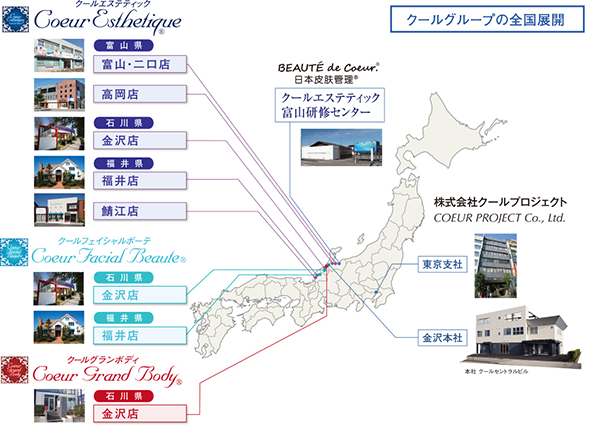 クールグループの全国展開
クールエステティック
Coeur Esthetique®
富山県
富山・二口店
高岡店
石川県
金沢店
福井県
福井店
鯖江店
クールフェイシャルボーテ
Coeur Facial Beaute®
石川県
金沢店
福井県
福井店
クールグランボディ
Coeur Grand Body®
石川県
金沢店
BEAUTÉ de Coeur.®
日本皮膚管理®
クールエステティック
富山研修センター
株式会社クールプロジェクト
COEUR PROJECT Co., Ltd.
東京支社
金沢本社
本社 クールセントラルビル